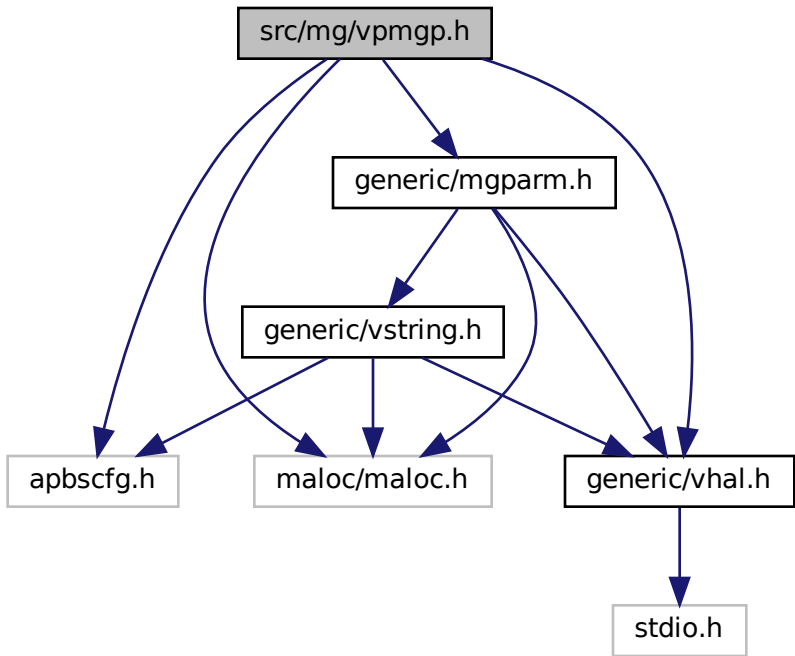 src/mg/vpmgp.h
generic/mgparm.h
generic/vstring.h
apbscfg.h
maloc/maloc.h
generic/vhal.h
stdio.h